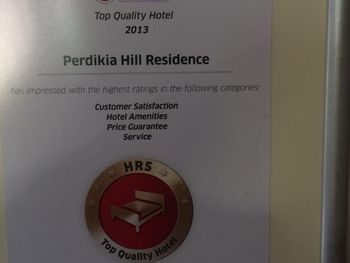 Top Quality Hotel
2013
Perdikia Hill Residence
has impressed with the highest ratings in the following categories:
Customer Satisfaction
Hotel Amenities
Price Guarantee
Service
HRS
Top Quality Hotel